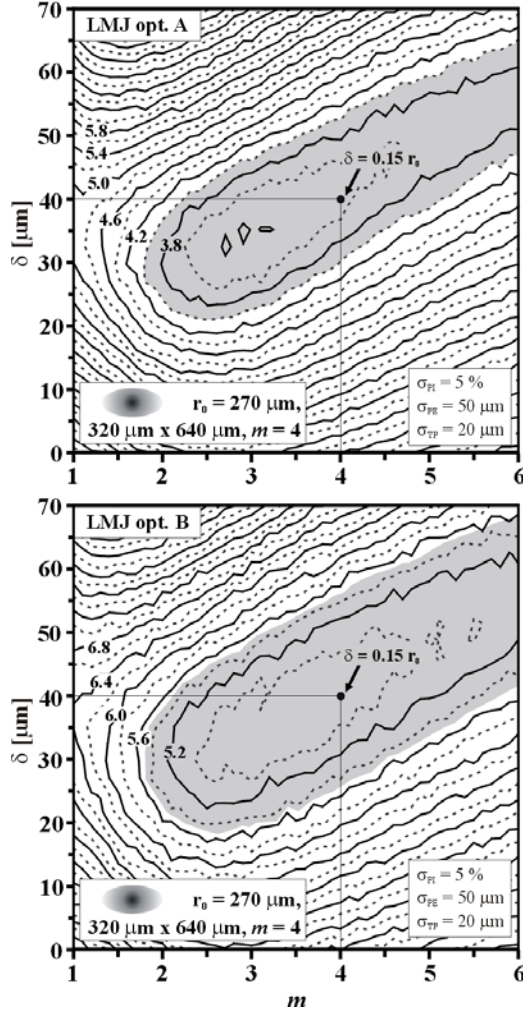 LMJ opt. A
70
60
50
40
30
20
10
0
δ [μm]
5.8
5.4
5.0
4.6
4.2
3.8
δ = 0.15 r₀
r₀ = 270 μm,
320 μm x 640 μm, m = 4
σPI = 5 %
σPE = 50 μm
σTP = 20 μm
1 2 3 4 5 6
LMJ opt. B
70
60
50
40
30
20
10
0
δ [μm]
6.8
6.4
6.0
5.6
5.2
δ = 0.15 r₀
r₀ = 270 μm,
320 μm x 640 μm, m = 4
σPI = 5 %
σPE = 50 μm
σTP = 20 μm
1 2 3 4 5 6
m